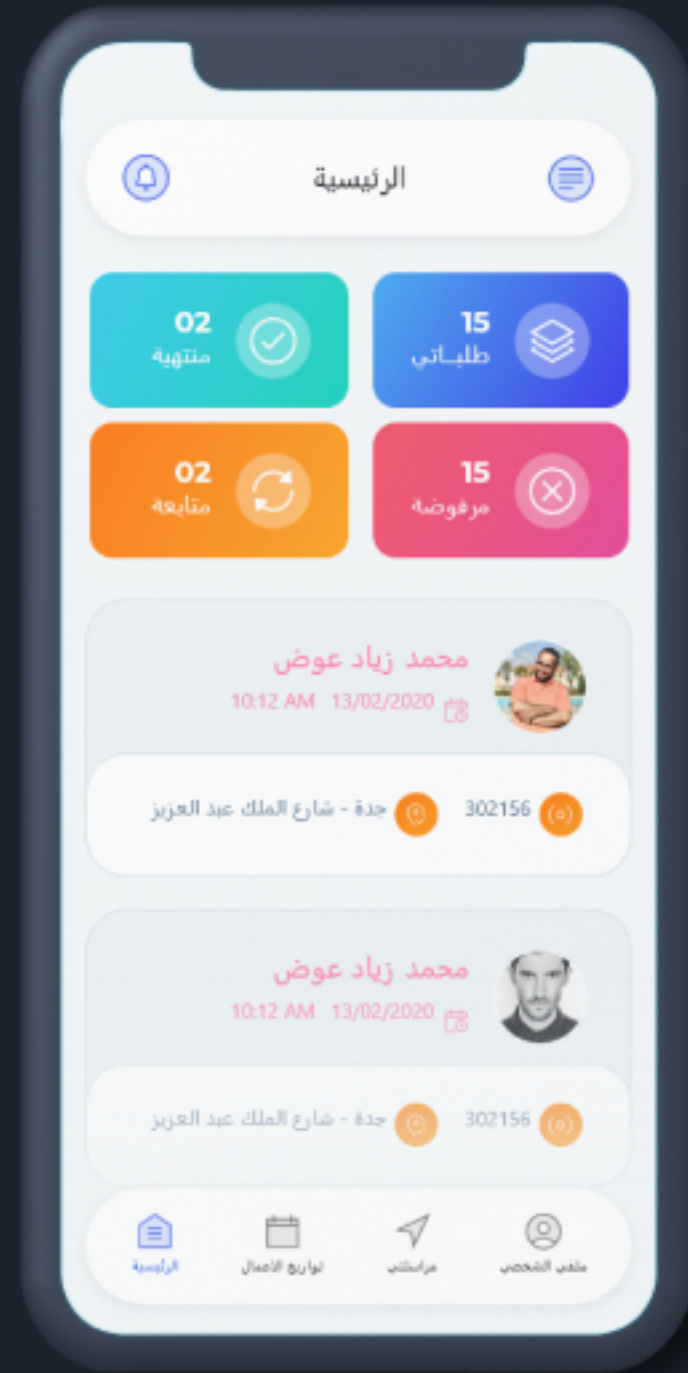 الرئيسية
15
طلبــاتي
02
منتهية
15
مرفوضة
02
متابعة
محمد زياد عوض
13/02/2020 10:12 AM
302156
جدة - شارع الملك عبد العزيز
محمد زياد عوض
13/02/2020 10:12 AM
302156
جدة - شارع الملك عبد العزيز
ملفي الشخصي
مراسلتي
تواريخ الاعمال
الرئيسية